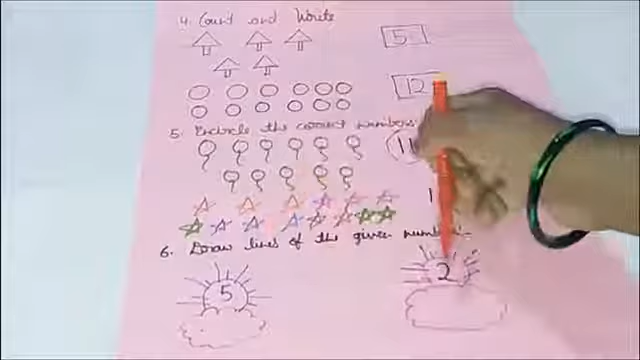 4. Count and Write
5
12
5. Encircle the correct numbers.
11
1
6. Draw lines of the given number.
5
2